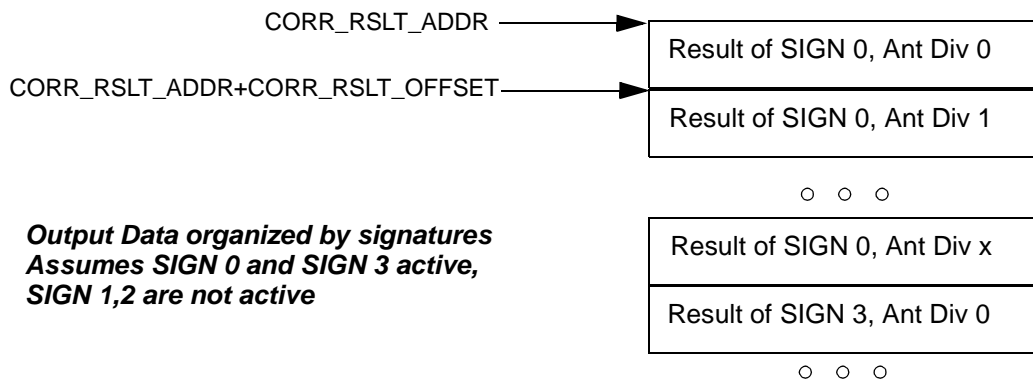 CORR_RSLT_ADDR
Result of SIGN 0, Ant Div 0
CORR_RSLT_ADDR+CORR_RSLT_OFFSET
Result of SIGN 0, Ant Div 1
Output Data organized by signatures
Assumes SIGN 0 and SIGN 3 active,
SIGN 1,2 are not active
Result of SIGN 0, Ant Div x
Result of SIGN 3, Ant Div 0